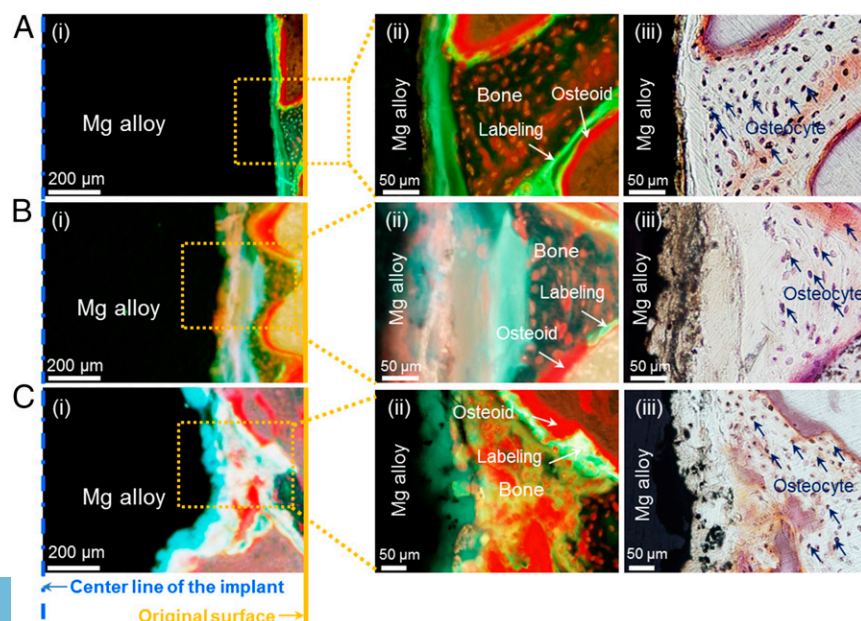 A
(i)
Mg alloy
200 µm
(ii)
Mg alloy
Bone
Osteoid
Labeling
50 µm
(iii)
Mg alloy
Osteocyte
50 µm
B
(i)
Mg alloy
200 µm
(ii)
Mg alloy
Bone
Labeling
Osteoid
50 µm
(iii)
Mg alloy
Osteocyte
50 µm
C
(i)
Mg alloy
200 µm
(ii)
Mg alloy
Osteoid
Labeling
Bone
50 µm
(iii)
Mg alloy
Osteocyte
50 µm
Center line of the implant
Original surface